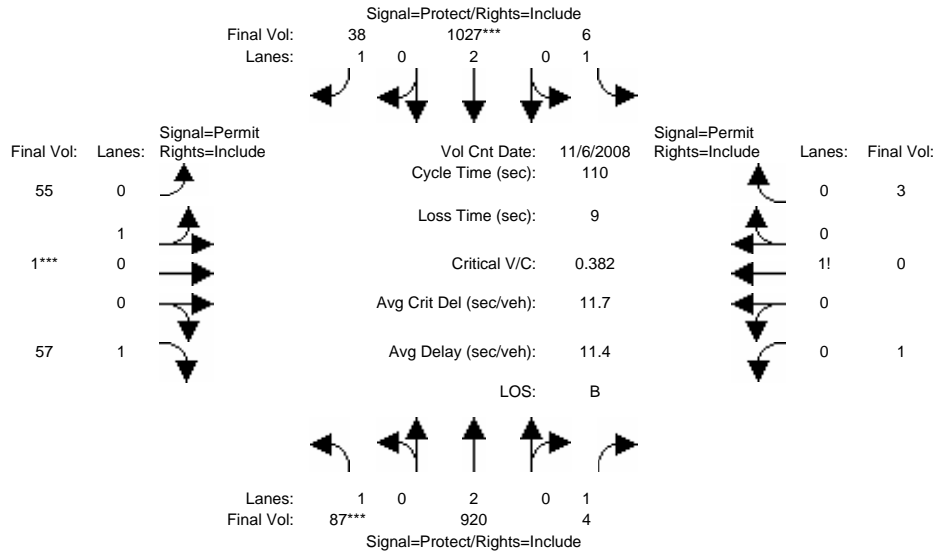 Signal=Protect/Rights=Include
Final Vol: 38 1027*** 6
Lanes: 1 0 2 0 1
Signal=Permit Signal=Permit
Final Vol: Lanes: Rights=Include Vol Cnt Date: 11/6/2008 Rights=Include Lanes: Final Vol:
Cycle Time (sec): 110
55 0 0 3
Loss Time (sec): 9
1 0
1*** 0 Critical V/C: 0.382 1! 0
0 Avg Crit Del (sec/veh): 11.7 0
57 1 Avg Delay (sec/veh): 11.4 0 1
LOS: B
Lanes: 1 0 2 0 1
Final Vol: 87*** 920 4
Signal=Protect/Rights=Include